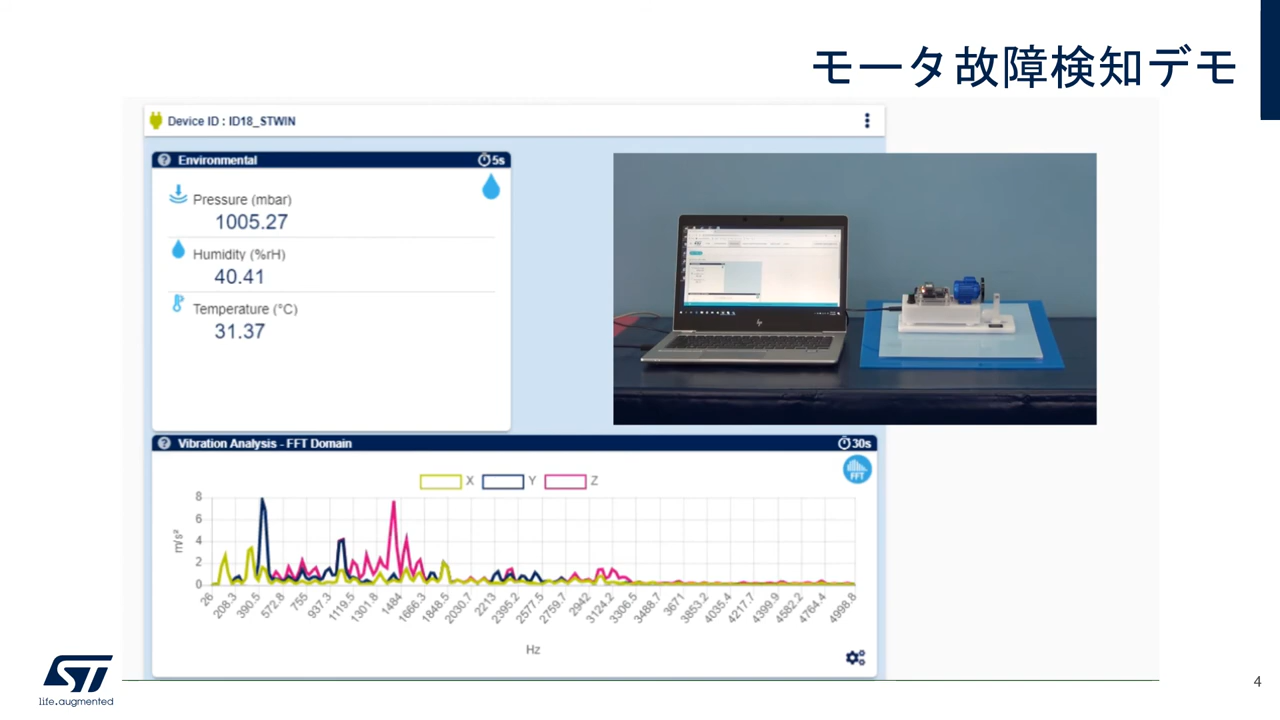 モータ故障検知デモ
Device ID : ID18_STWIN
Environmental
5s
Pressure (mbar)
1005.27
Humidity (%rH)
40.41
Temperature (°C)
31.37
Vibration Analysis - FFT Domain
30s
FFT
X Y Z
8
6
4
2
0
m/s²
26 208.3 390.5 572.8 755 937.3 1119.5 1301.8 1484 1666.3 1848.5 2030.7 2213 2395.2 2577.5 2759.7 2942 3124.2 3306.5 3488.7 3671 3853.2 4035.4 4217.7 4399.9 4582.2 4764.4 4998.8
Hz
ST
life.augmented
4